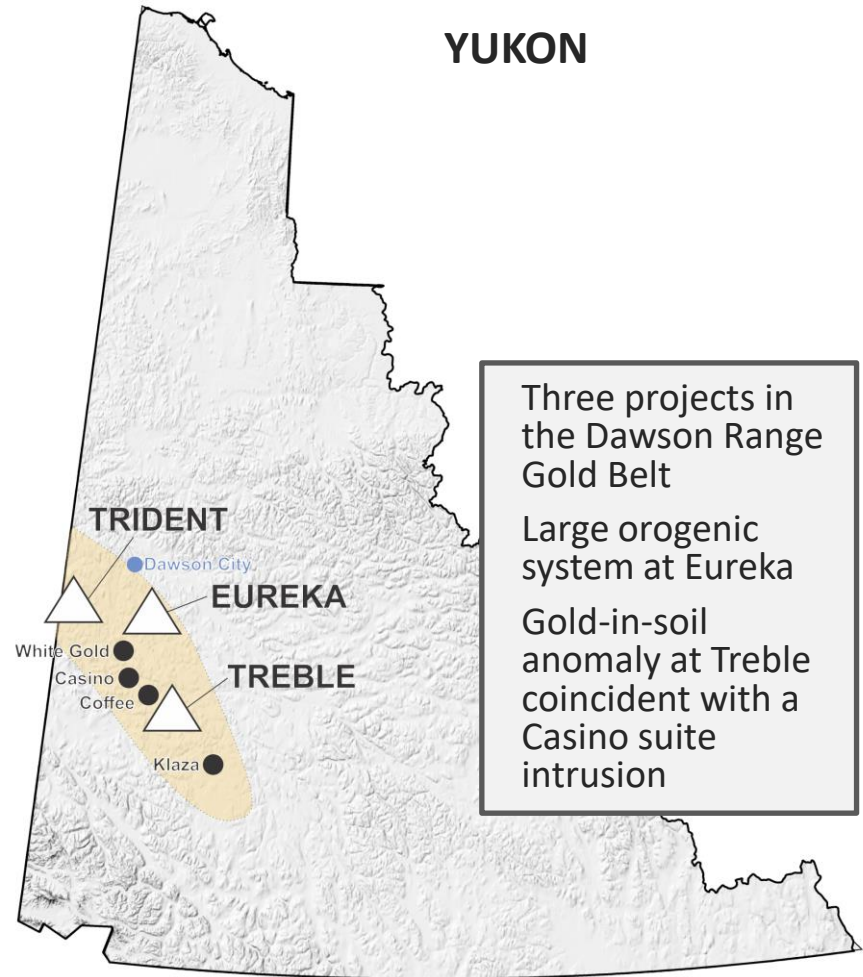 YUKON
TRIDENT
Dawson City
EUREKA
White Gold
Casino
TREBLE
Coffee
Klaza
Three projects in
the Dawson Range
Gold Belt
Large orogenic
system at Eureka
Gold-in-soil
anomaly at Treble
coincident with a
Casino suite
intrusion